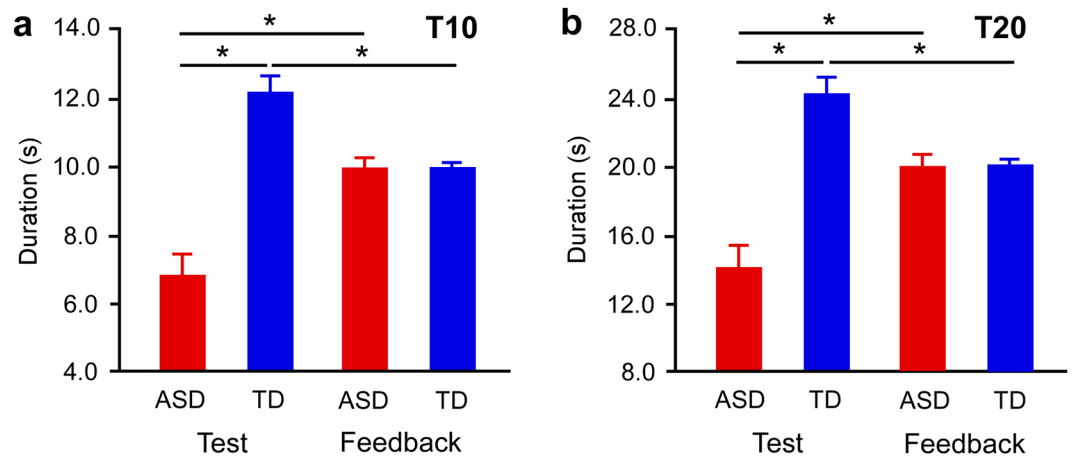 a
T10
*
*
*
Duration (s)
14.0
12.0
10.0
8.0
6.0
4.0
ASD
TD
ASD
TD
Test
Feedback
b
T20
*
*
*
Duration (s)
28.0
24.0
20.0
16.0
12.0
8.0
ASD
TD
ASD
TD
Test
Feedback